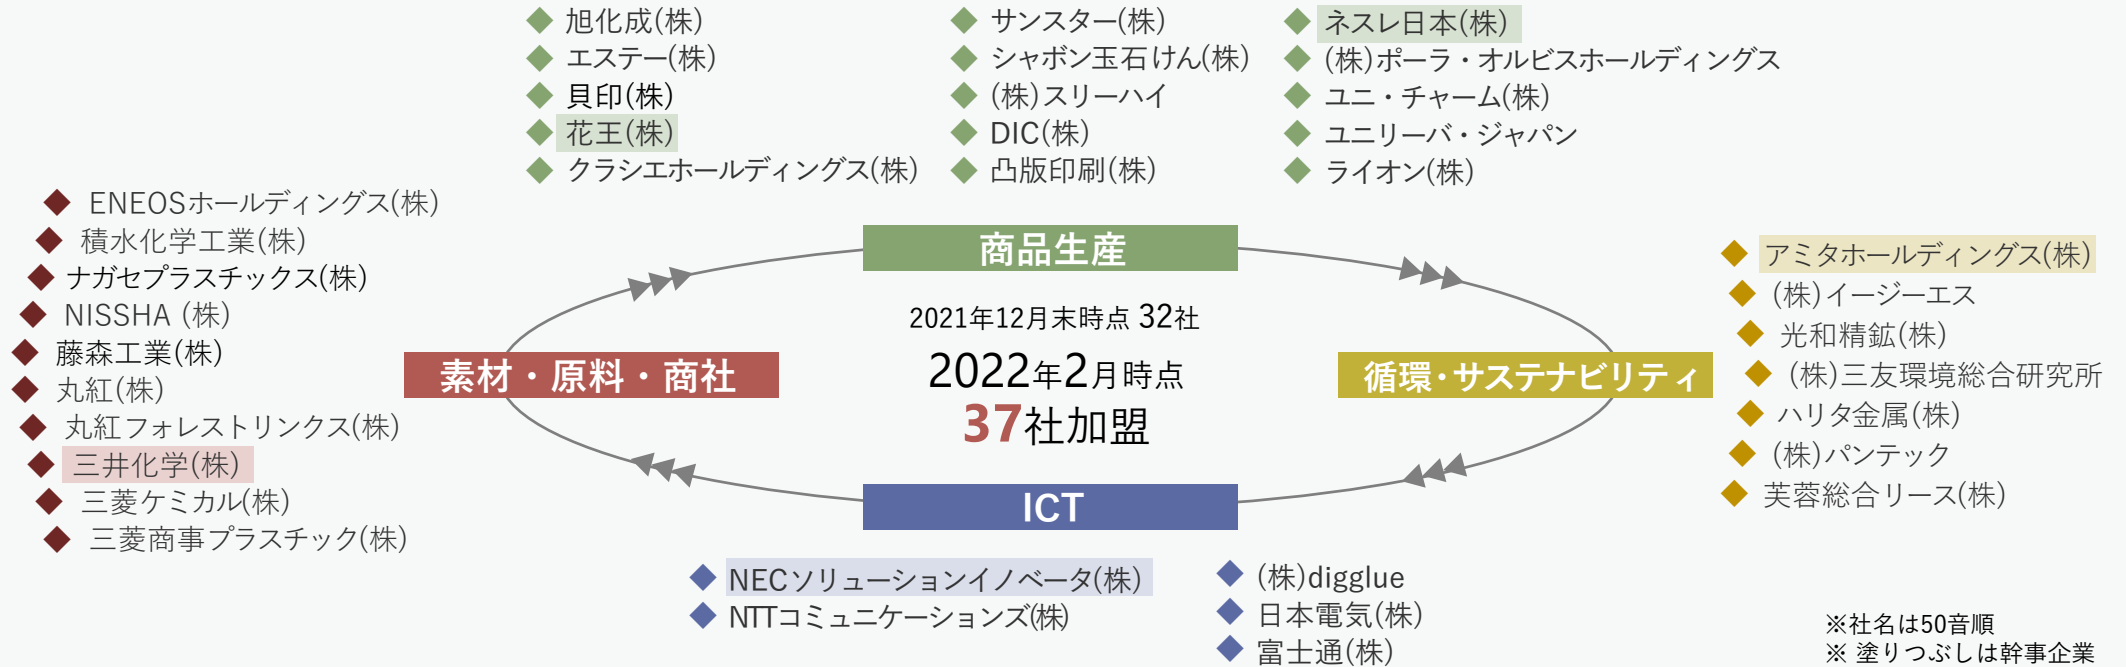 旭化成(株)
エステー(株)
貝印(株)
花王(株)
クラシエホールディングス(株)
サンスター(株)
シャボン玉石けん(株)
(株)スリーハイ
DIC(株)
凸版印刷(株)
ネスレ日本(株)
(株)ポーラ・オルビスホールディングス
ユニ・チャーム(株)
ユニリーバ・ジャパン
ライオン(株)
ENEOSホールディングス(株)
積水化学工業(株)
ナガセプラスチックス(株)
NISSHA (株)
藤森工業(株)
丸紅(株)
丸紅フォレストリンクス(株)
三井化学(株)
三菱ケミカル(株)
三菱商事プラスチック(株)
商品生産
2021年12月末時点 32社
2022年2月時点
37社加盟
素材・原料・商社
循環・サステナビリティ
ICT
アミタホールディングス(株)
(株)イージーエス
光和精鉱(株)
(株)三友環境総合研究所
ハリタ金属(株)
(株)パンテック
芙蓉総合リース(株)
NECソリューションイノベータ(株)
NTTコミュニケーションズ(株)
(株)digglue
日本電気(株)
富士通(株)
※社名は50音順
※ 塗りつぶしは幹事企業